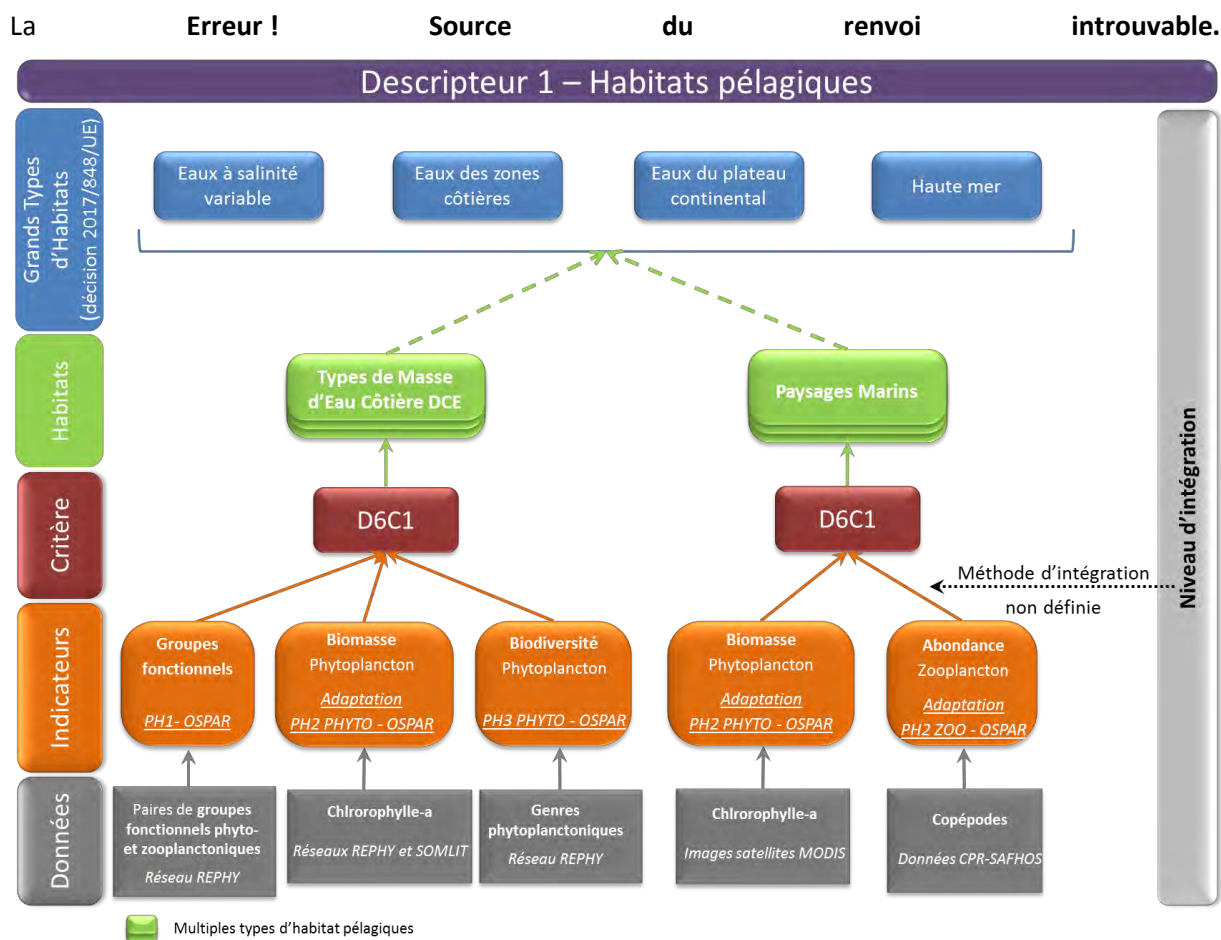 La Erreur ! Source du renvoi introuvable.
Descripteur 1 – Habitats pélagiques
Grands Types
d'Habitats
(décision 2017/848/UE)
Eaux à salinité
variable
Eaux des zones
côtières
Eaux du plateau
continental
Haute mer
Habitats
Types de Masse
d'Eau Côtière DCE
Paysages Marins
Critère
D6C1
D6C1
Méthode d'intégration
non définie
Niveau d'intégration
Indicateurs
Groupes
fonctionnels
PH1- OSPAR
Biomasse
Phytoplancton
Adaptation
PH2 PHYTO - OSPAR
Biodiversité
Phytoplancton
PH3 PHYTO - OSPAR
Biomasse
Phytoplancton
Adaptation
PH2 PHYTO - OSPAR
Abondance
Zooplancton
Adaptation
PH2 ZOO - OSPAR
Données
Paires de groupes
fonctionnels phyto-
et zooplanctoniques
Réseau REPHY
Chlrorophylle-a
Réseaux REPHY et SOMLIT
Genres
phytoplanctoniques
Réseau REPHY
Chlrorophylle-a
Images satellites MODIS
Copépodes
Données CPR-SAFHOS
Multiples types d'habitat pélagiques